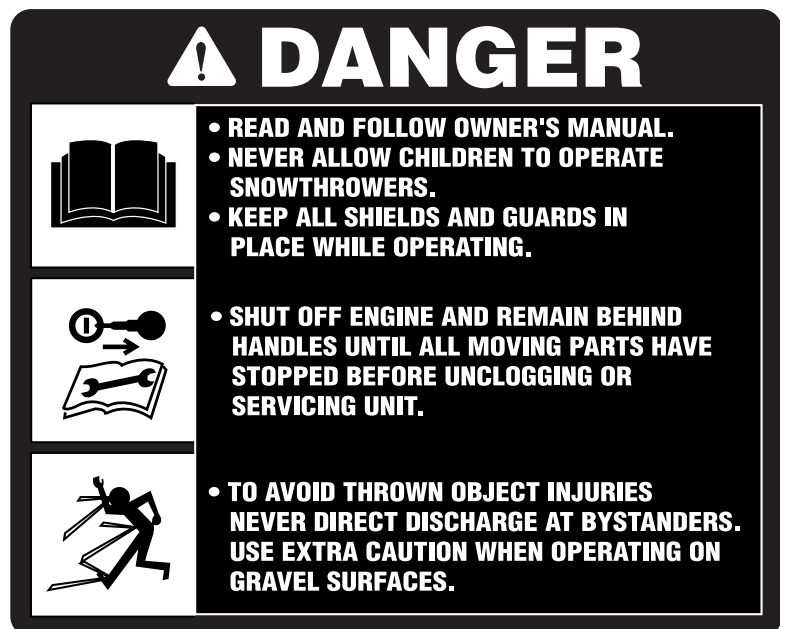 DANGER
• READ AND FOLLOW OWNER'S MANUAL.
• NEVER ALLOW CHILDREN TO OPERATE
SNOWTHROWERS.
• KEEP ALL SHIELDS AND GUARDS IN
PLACE WHILE OPERATING.
• SHUT OFF ENGINE AND REMAIN BEHIND
HANDLES UNTIL ALL MOVING PARTS HAVE
STOPPED BEFORE UNCLOGGING OR
SERVICING UNIT.
• TO AVOID THROWN OBJECT INJURIES
NEVER DIRECT DISCHARGE AT BYSTANDERS.
USE EXTRA CAUTION WHEN OPERATING ON
GRAVEL SURFACES.